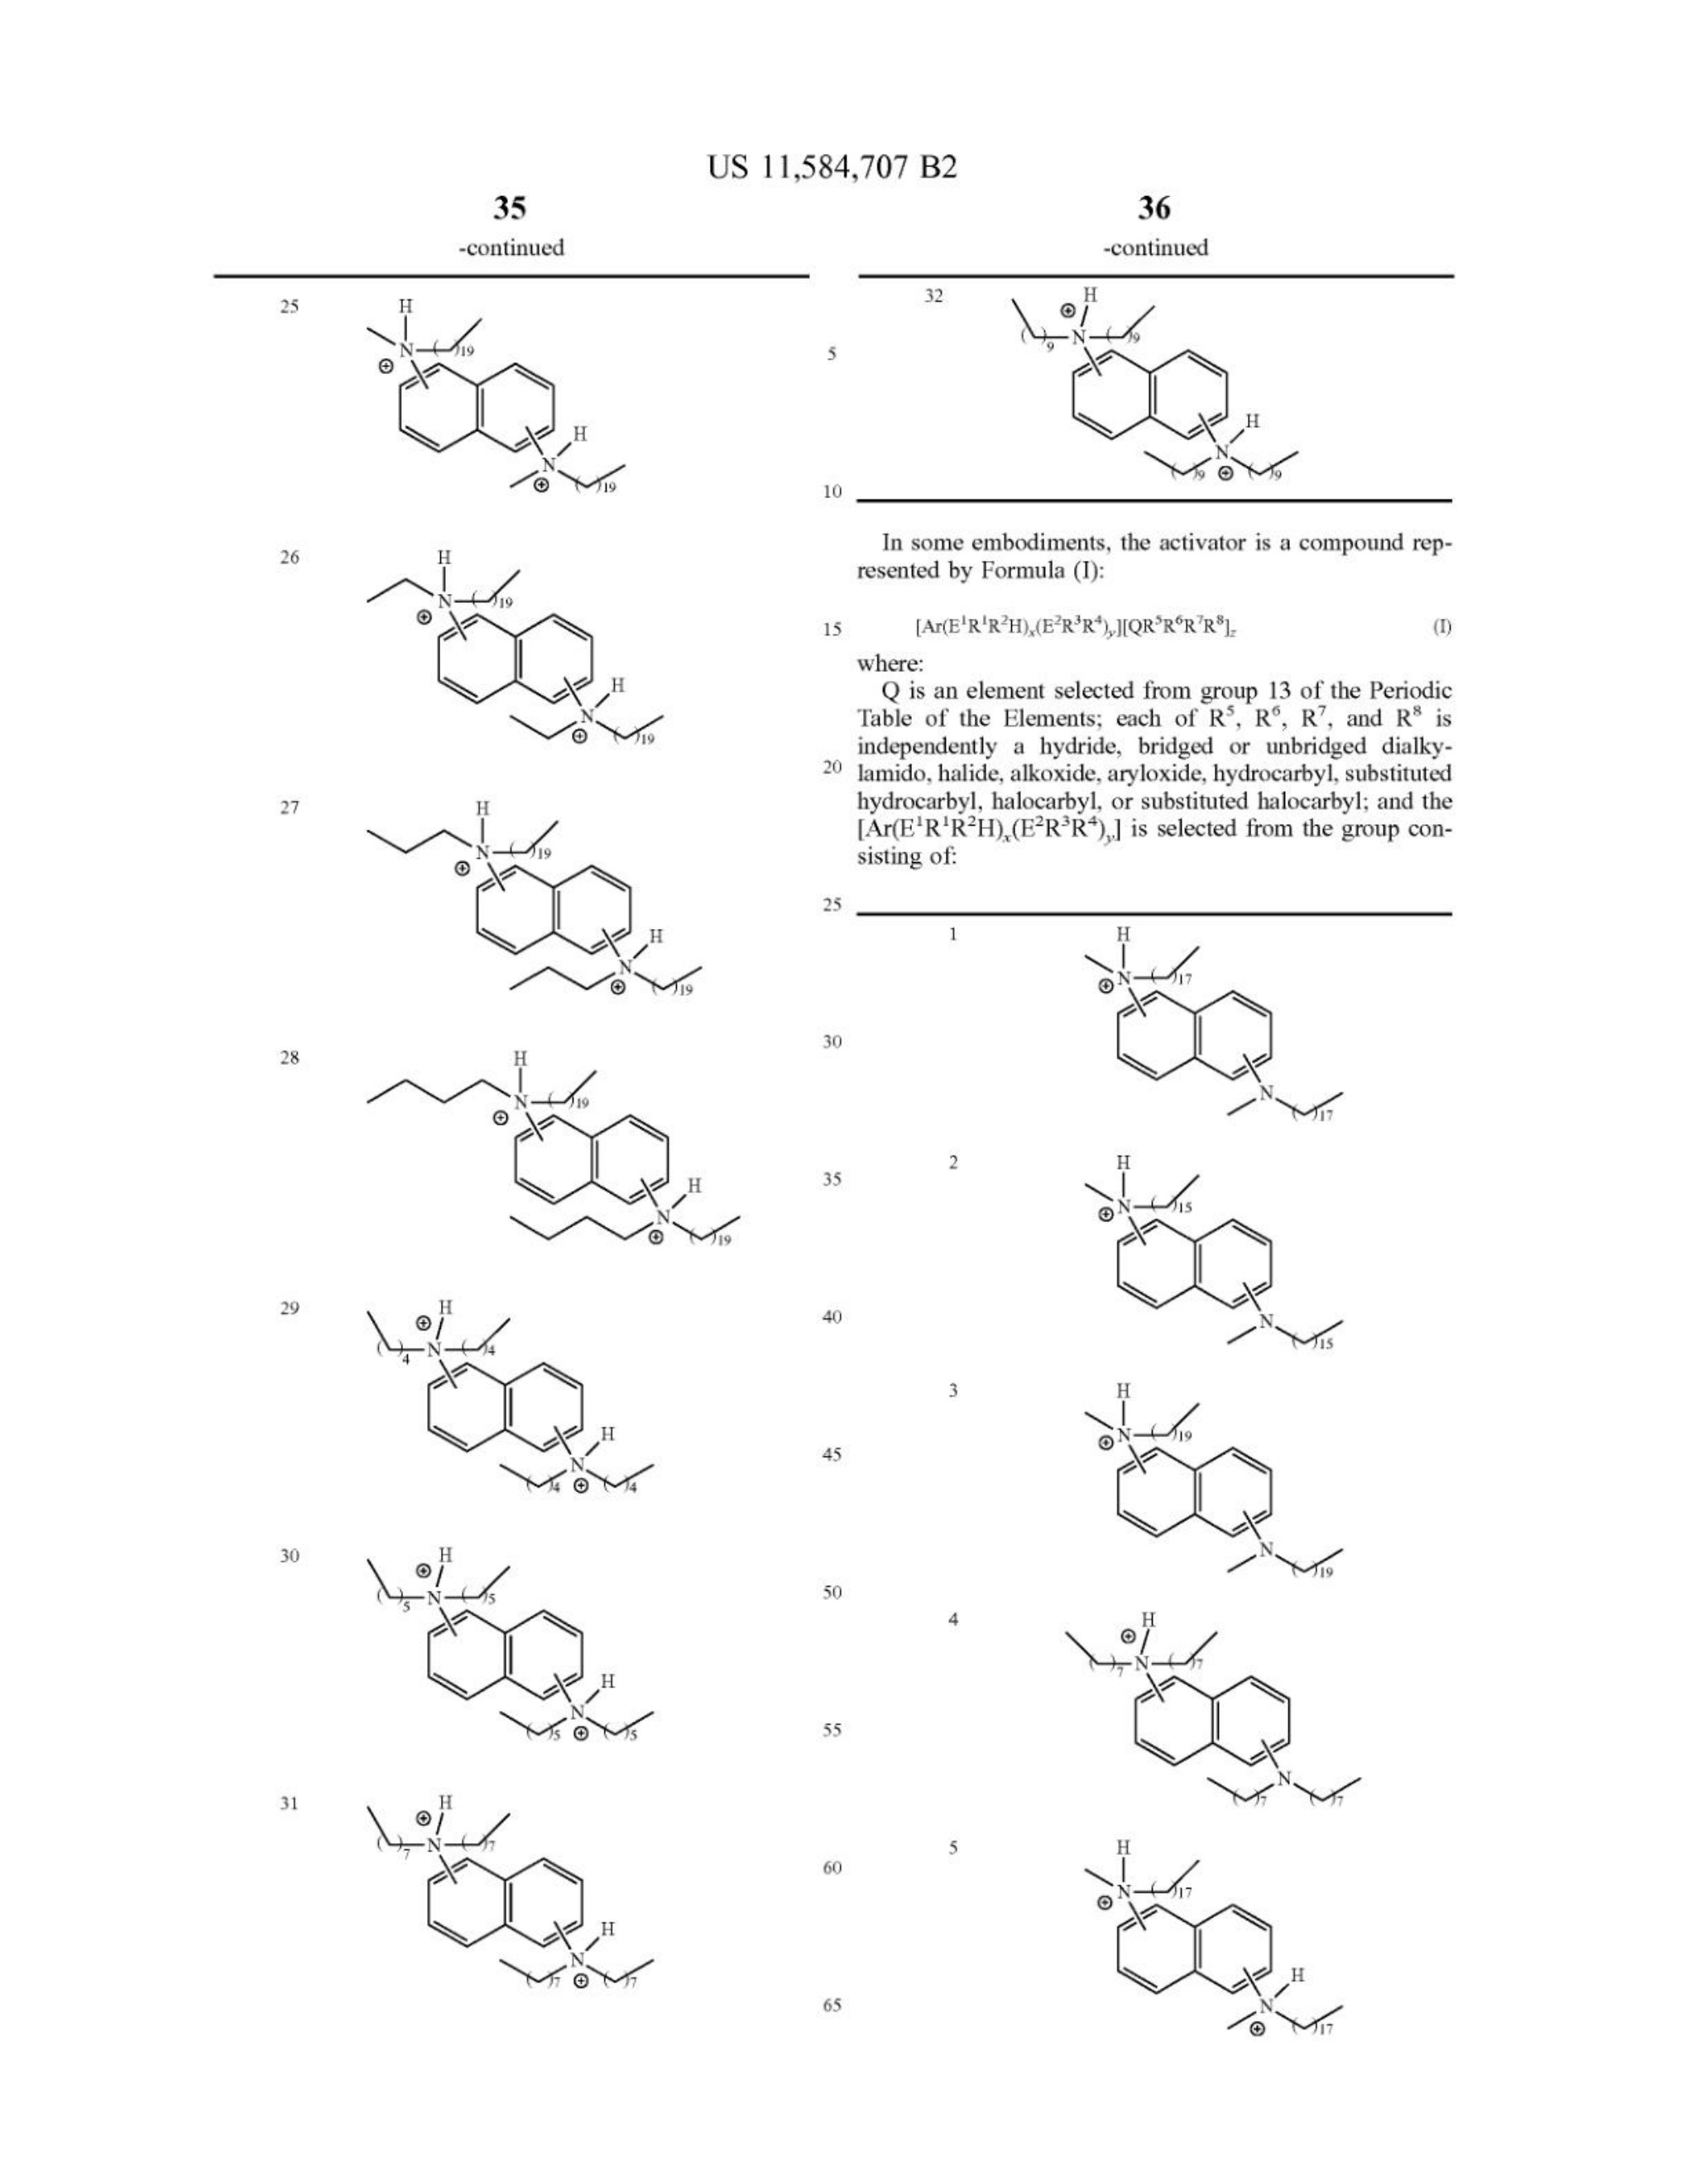 US 11,584,707 B2
35
-continued
25
H
N ( )19
⊕
H
N
⊕ ( )19
26
H
N ( )19
⊕
H
N
⊕ ( )19
27
H
N ( )19
⊕
H
N
⊕ ( )19
28
H
N ( )19
⊕
H
N
⊕ ( )19
29
⊕ H
( )4 N ( )4
H
N
( )4 ⊕ ( )4
30
⊕ H
( )5 N ( )5
H
N
( )5 ⊕ ( )5
31
⊕ H
( )7 N ( )7
H
N
( )7 ⊕ ( )7
5
10
15
20
25
30
35
40
45
50
55
60
65
36
-continued
32
⊕ H
( )9 N ( )9
H
N
( )9 ⊕ ( )9
In some embodiments, the activator is a compound rep-
resented by Formula (I):
[Ar(E¹R¹R²H)ₓ(E²R³R⁴)y][QR⁵R⁶R⁷R⁸]z (I)
where:
Q is an element selected from group 13 of the Periodic
Table of the Elements; each of R⁵, R⁶, R⁷, and R⁸ is
independently a hydride, bridged or unbridged dialky-
lamido, halide, alkoxide, aryloxide, hydrocarbyl, substituted
hydrocarbyl, halocarbyl, or substituted halocarbyl; and the
[Ar(E¹R¹R²H)ₓ(E²R³R⁴)y] is selected from the group con-
sisting of:
1
H
N ( )17
⊕
N
( )17
2
H
N ( )15
⊕
N
( )15
3
H
N ( )19
⊕
N
( )19
4
⊕ H
( )7 N ( )7
N
( )7 ( )7
5
H
N ( )17
⊕
H
N
⊕ ( )17